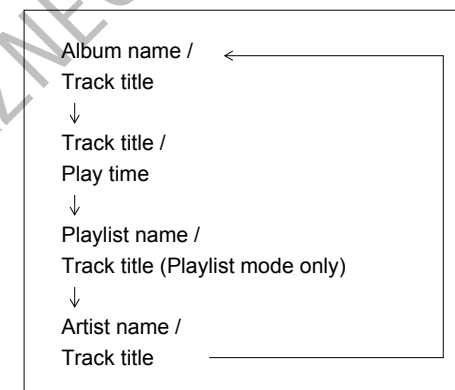 Album name /
Track title
↓
Track title /
Play time
↓
Playlist name /
Track title (Playlist mode only)
↓
Artist name /
Track title